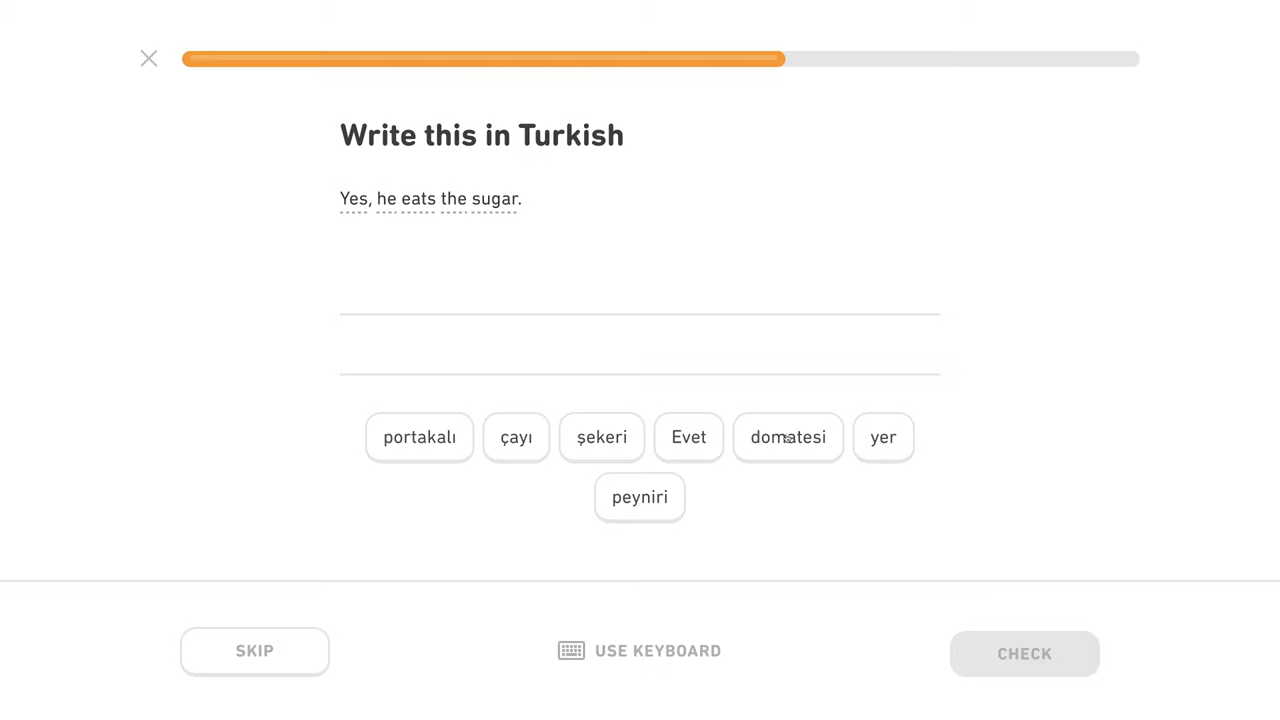 Write this in Turkish
Yes, he eats the sugar.
portakalı çayı şekeri Evet domatesi yer
peyniri
SKIP USE KEYBOARD CHECK